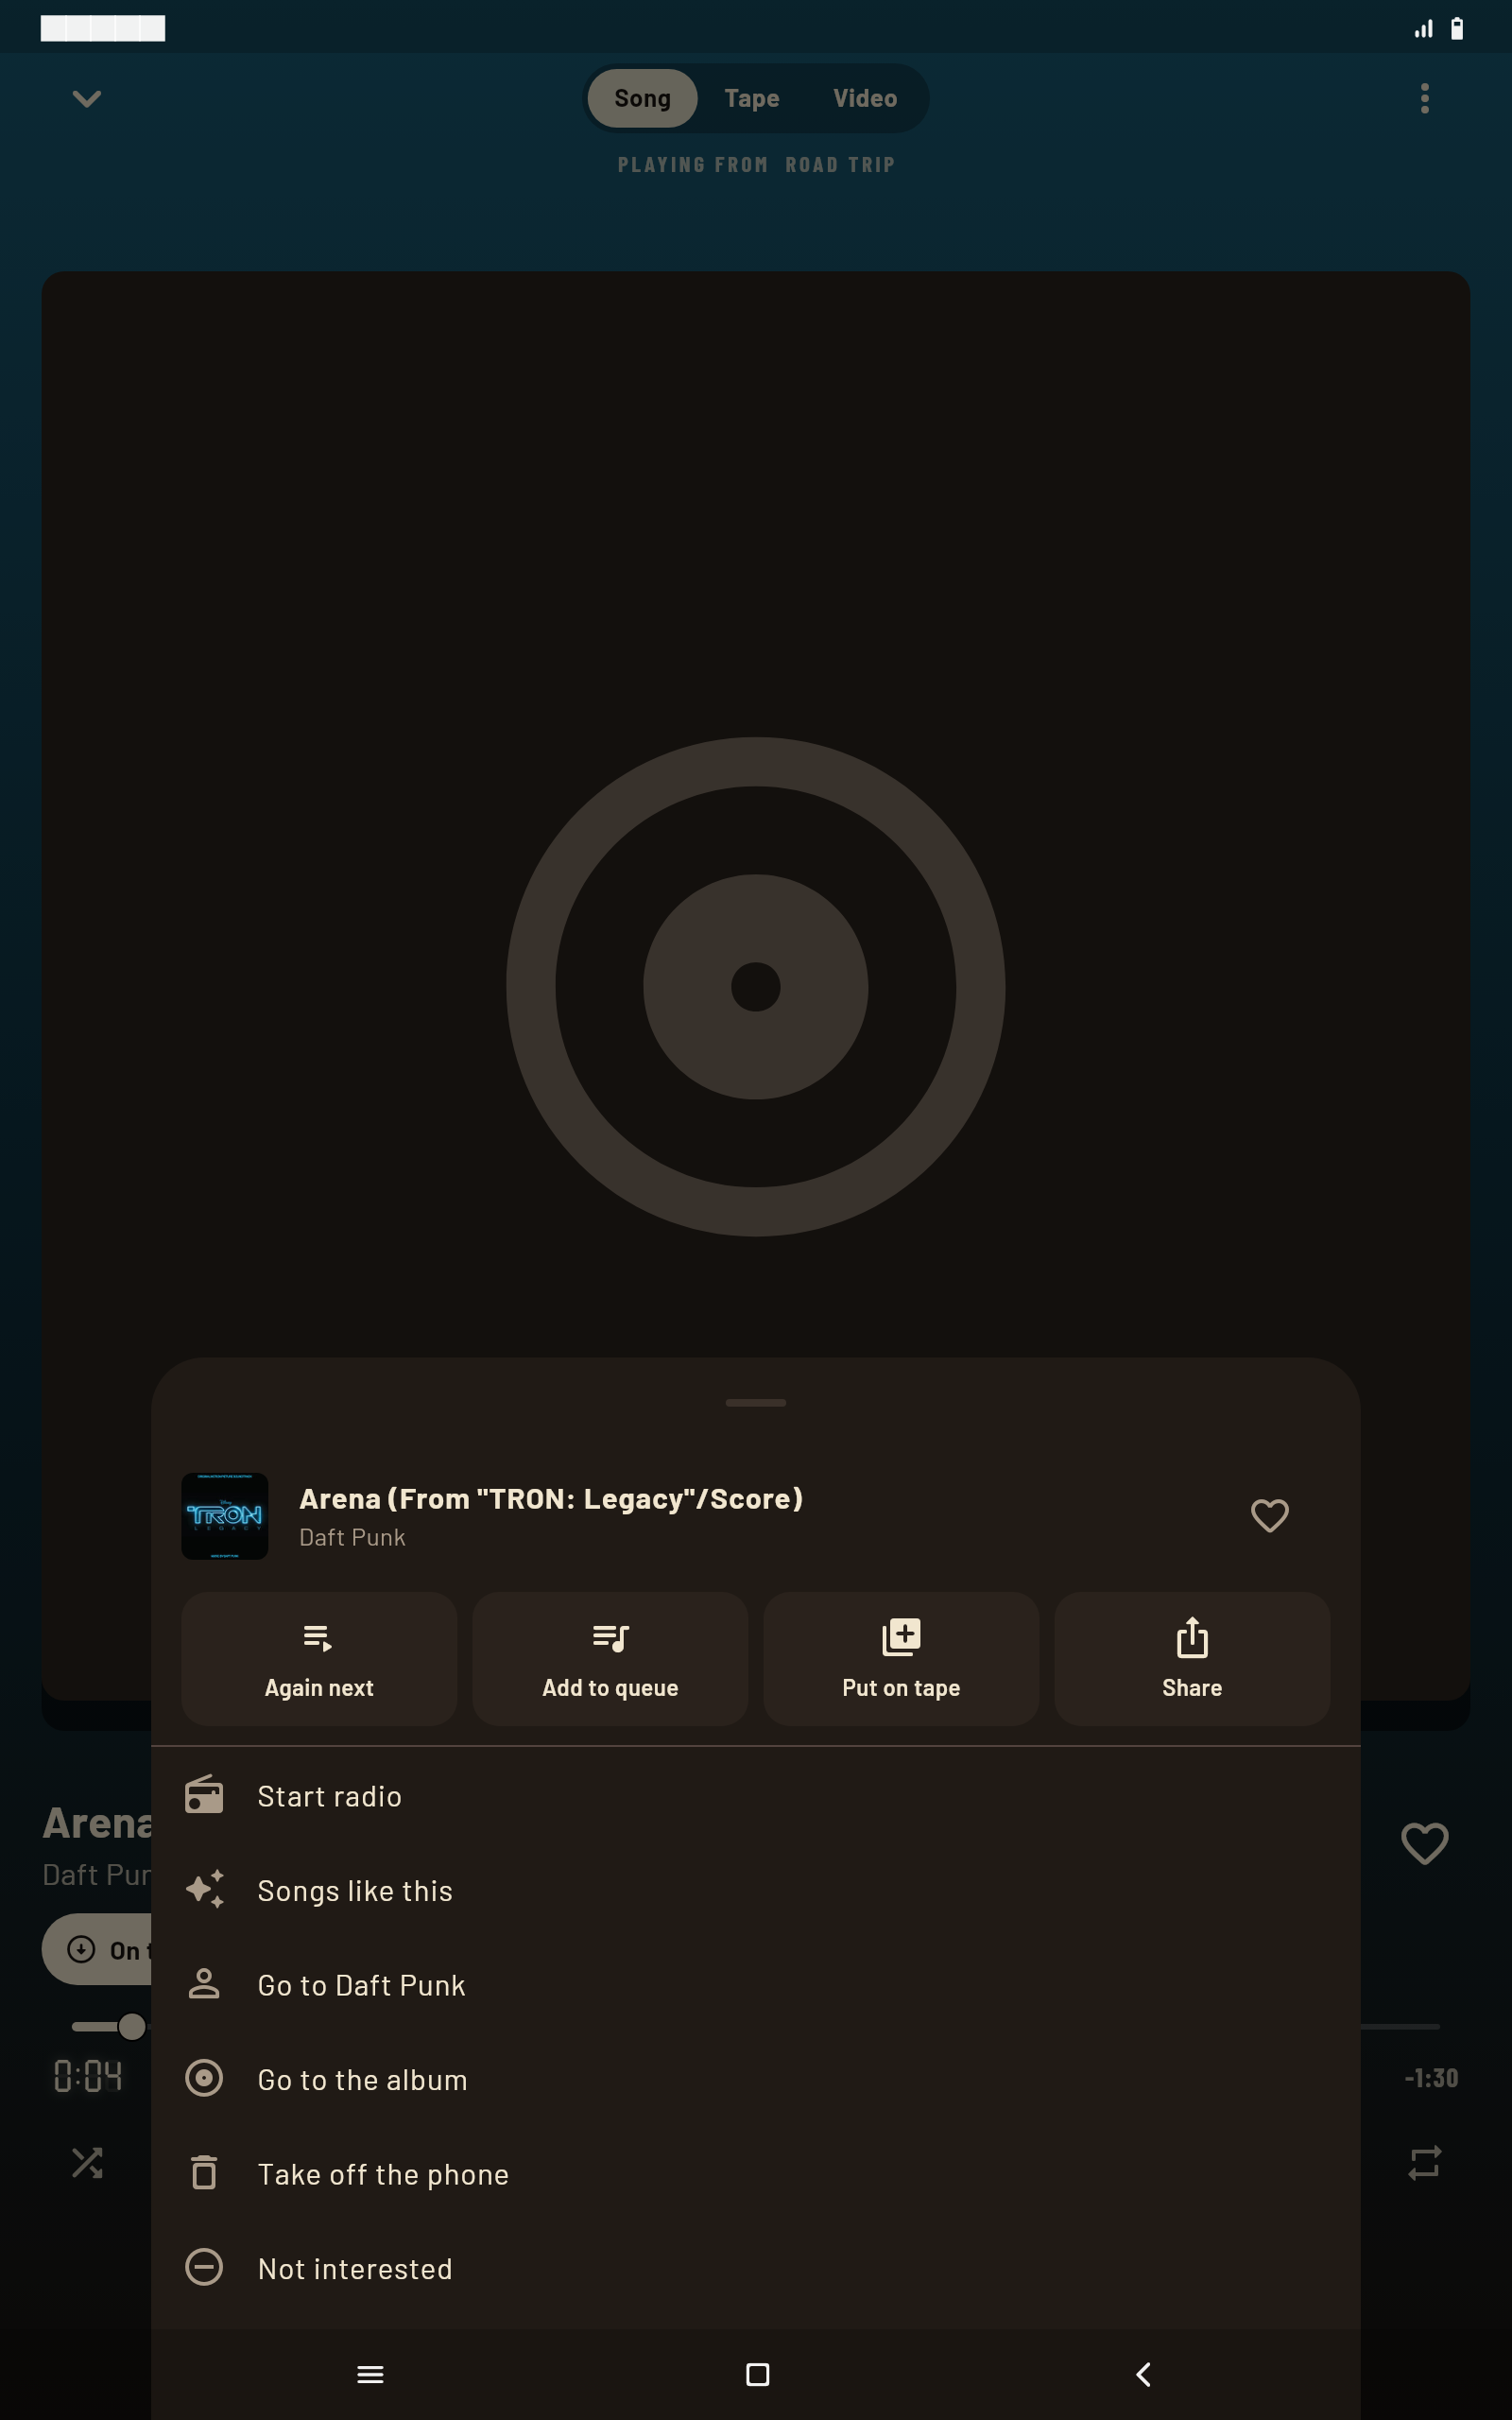 Song Tape Video
PLAYING FROM ROAD TRIP
TRON
LEGACY
Arena (From "TRON: Legacy"/Score)
Daft Punk
Again next Add to queue Put on tape Share
Start radio
Songs like this
Go to Daft Punk
Go to the album
Take off the phone
Not interested
Arena
Daft Pun
On t
0:04 -1:30